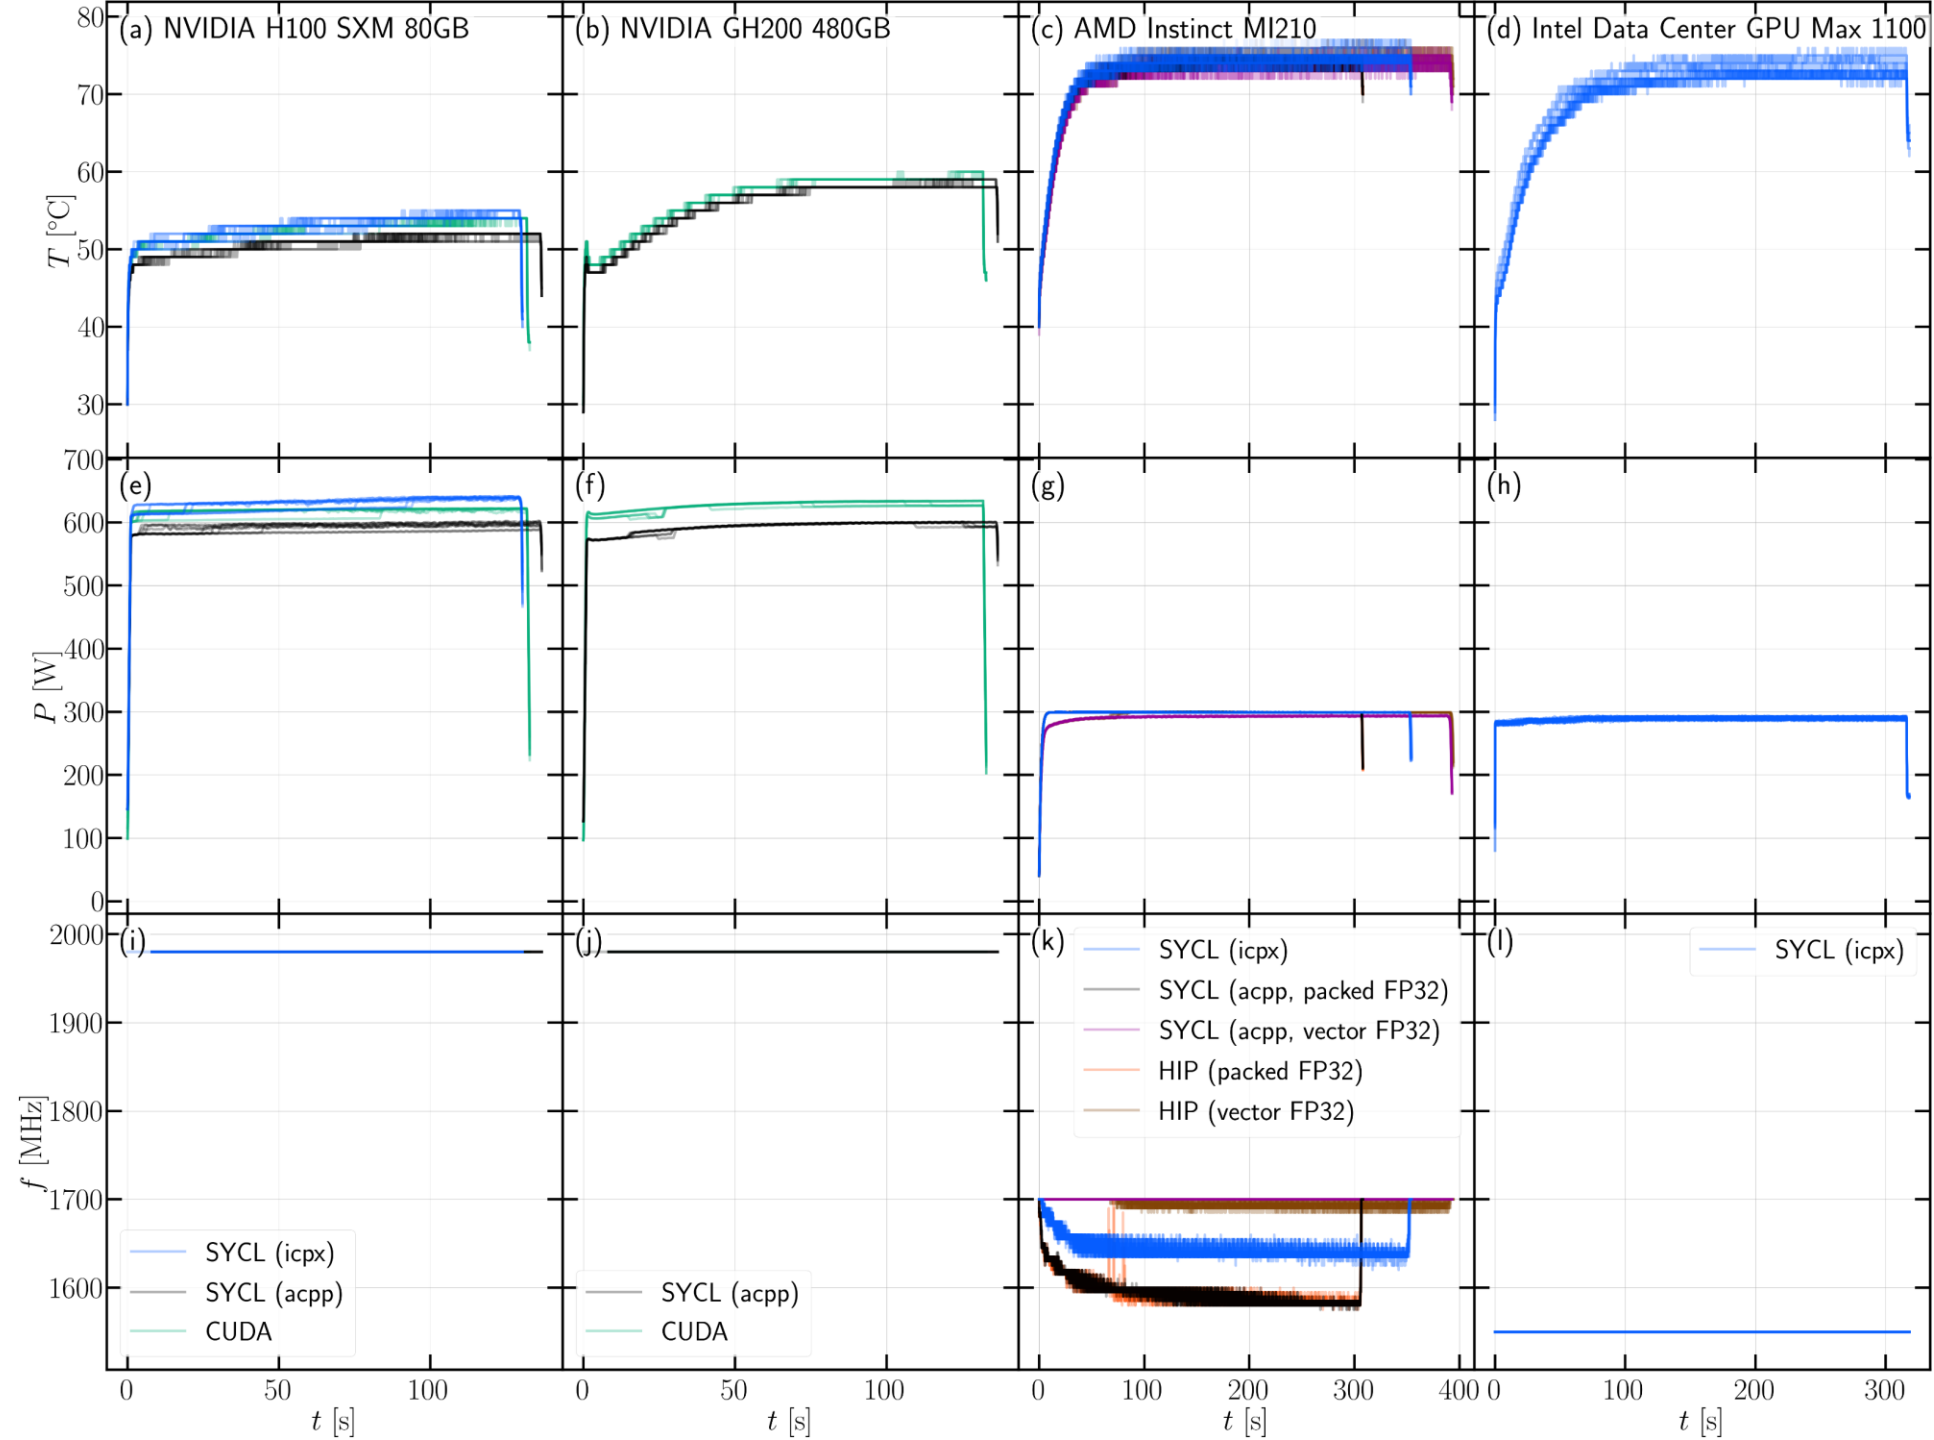 (a) NVIDIA H100 SXM 80GB
(b) NVIDIA GH200 480GB
(c) AMD Instinct MI210
(d) Intel Data Center GPU Max 1100
80
70
60
50
40
30
T [°C]
(e)
(f)
(g)
(h)
700
600
500
400
300
200
100
0
P [W]
(i)
(j)
(k)
(l)
2000
1900
1800
1700
1600
f [MHz]
SYCL (icpx)
SYCL (acpp)
CUDA
SYCL (acpp)
CUDA
SYCL (icpx)
SYCL (acpp, packed FP32)
SYCL (acpp, vector FP32)
HIP (packed FP32)
HIP (vector FP32)
SYCL (icpx)
0 50 100
0 50 100
0 100 200 300 400
0 100 200 300
t [s]
t [s]
t [s]
t [s]